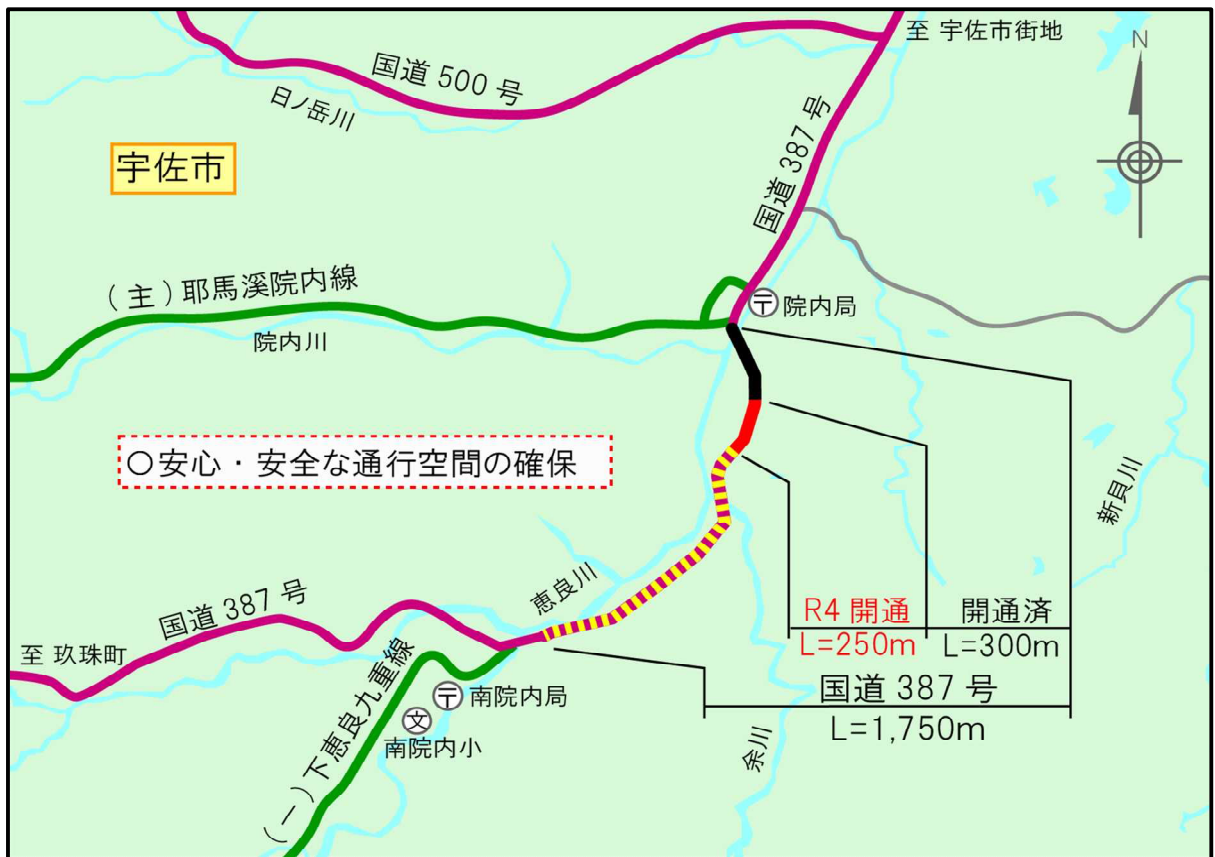 至 宇佐市街地
N
国道 500 号
日ノ岳川
国道 387 号
宇佐市
(主)耶馬溪院内線
〒 院内局
院内川
○安心・安全な通行空間の確保
新貝川
恵良川
R4 開通
開通済
L=250m
L=300m
国道 387 号
至 玖珠町
国道 387 号
L=1,750m
〒 南院内局
文
南院内小
(一)下恵良九重線
余川